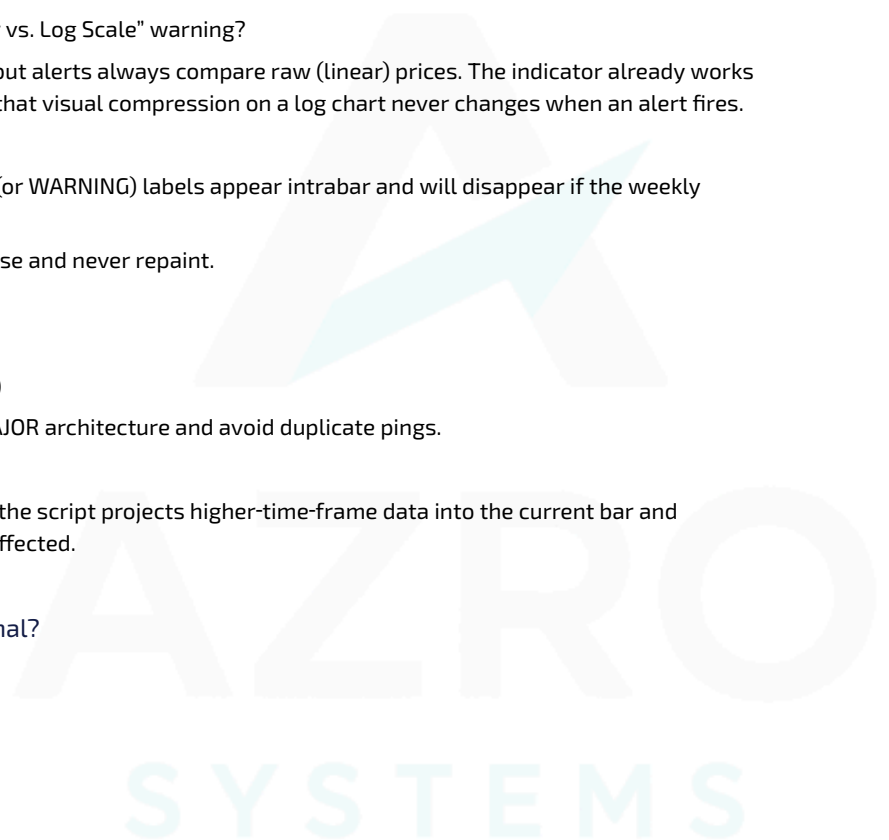 vs. Log Scale” warning?
out alerts always compare raw (linear) prices. The indicator already works
that visual compression on a log chart never changes when an alert fires.
(or WARNING) labels appear intrabar and will disappear if the weekly
se and never repaint.
)
JOR architecture and avoid duplicate pings.
the script projects higher-time-frame data into the current bar and
ffected.
nal?
AZRO
SYSTEMS